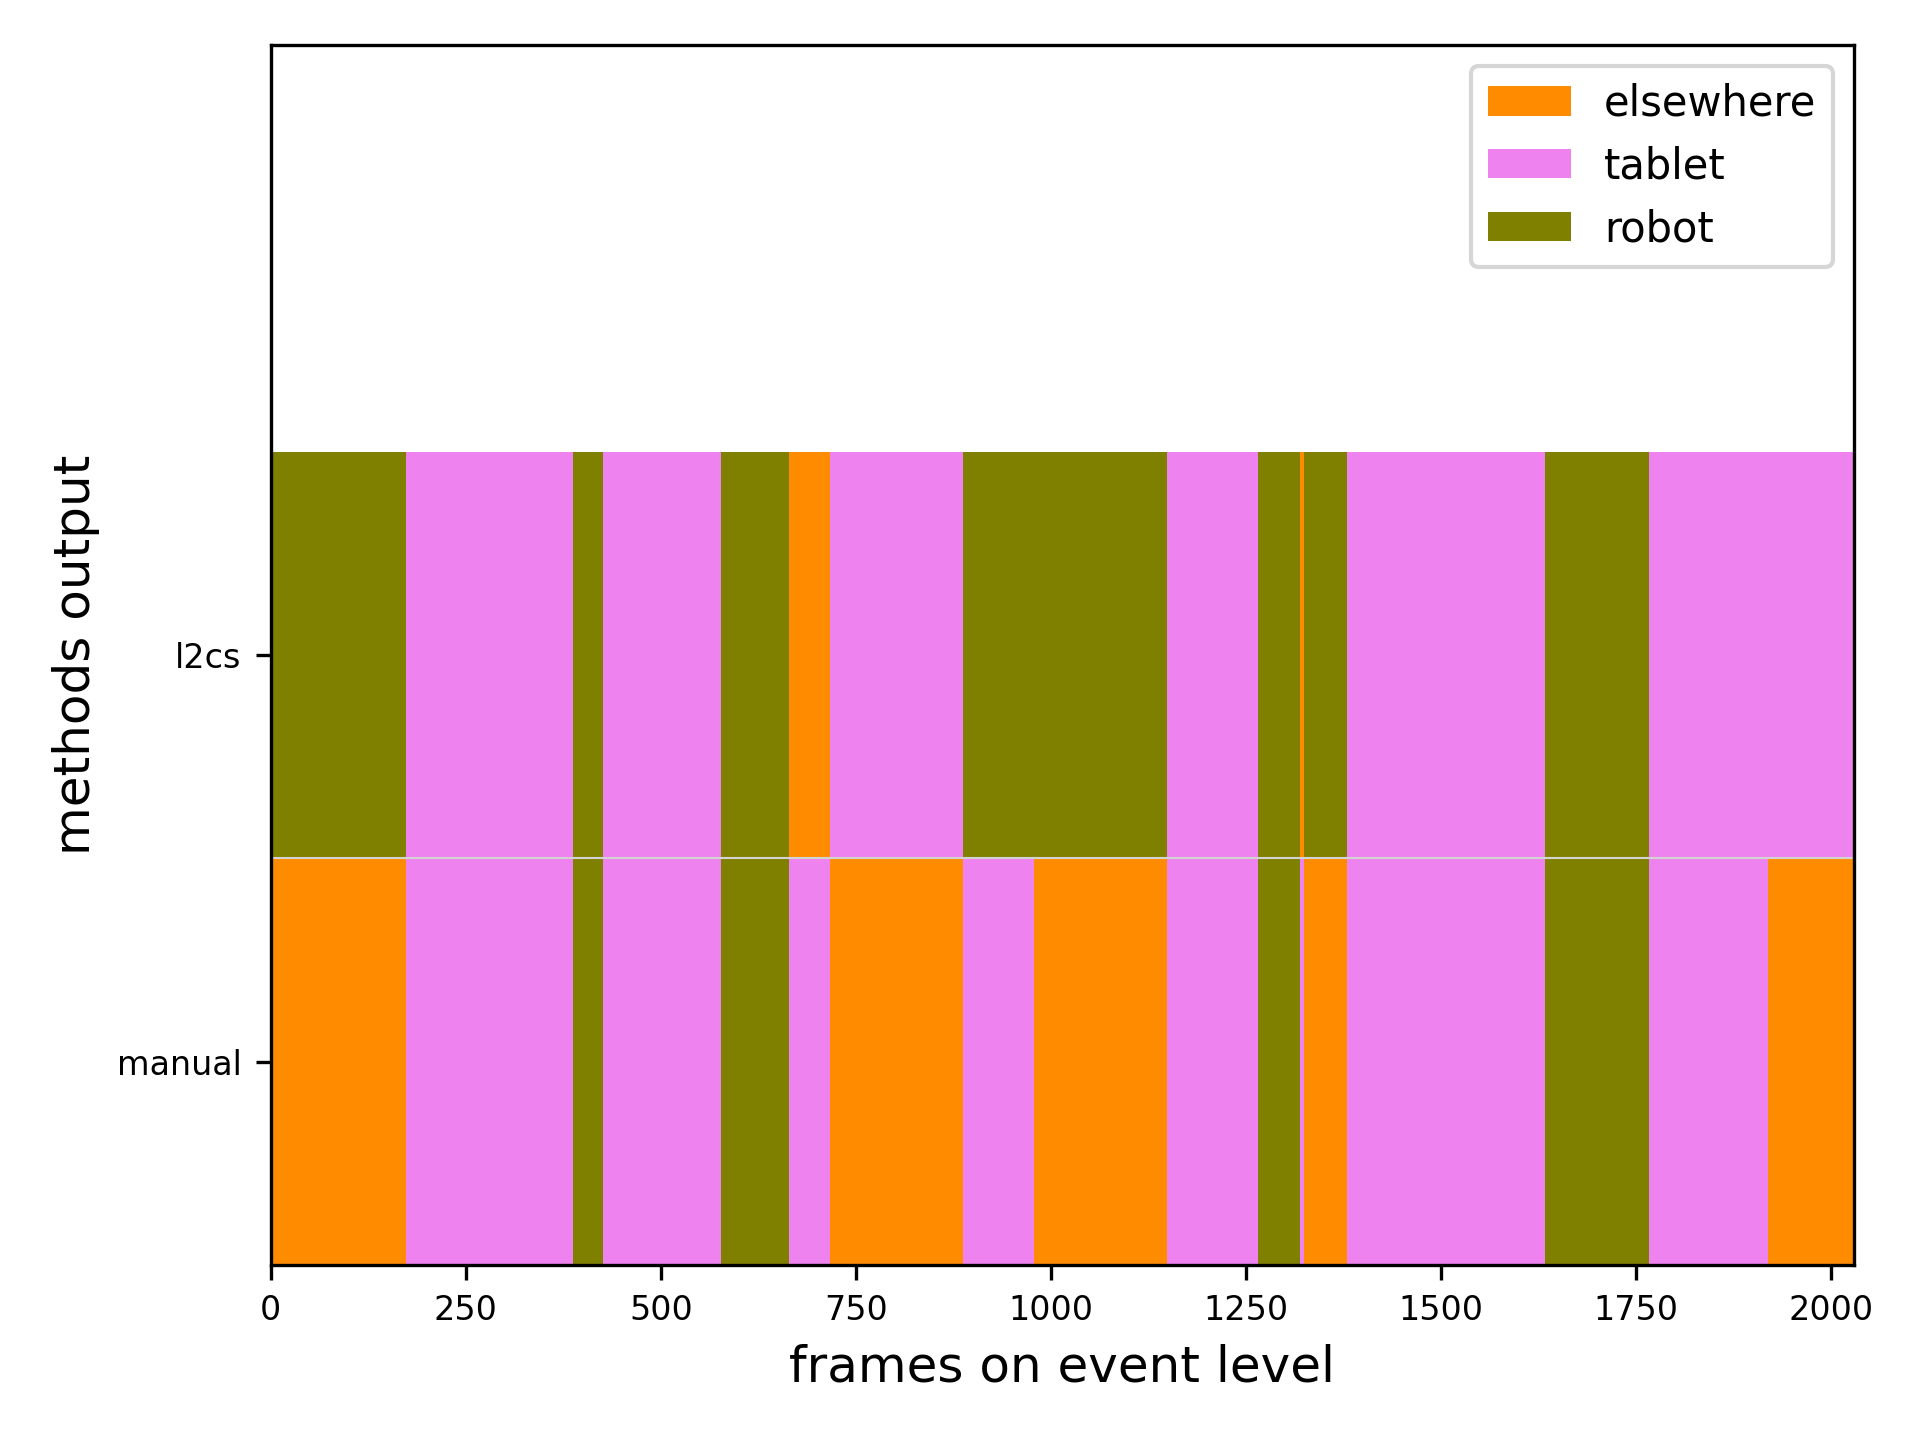 elsewhere
tablet
robot
methods output
l2cs
manual
0 250 500 750 1000 1250 1500 1750 2000
frames on event level